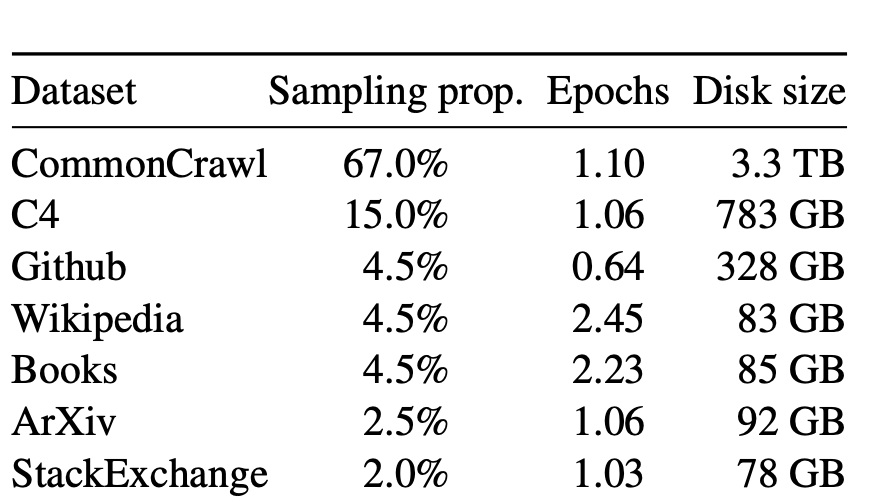 Dataset Sampling prop. Epochs Disk size
CommonCrawl 67.0% 1.10 3.3 TB
C4 15.0% 1.06 783 GB
Github 4.5% 0.64 328 GB
Wikipedia 4.5% 2.45 83 GB
Books 4.5% 2.23 85 GB
ArXiv 2.5% 1.06 92 GB
StackExchange 2.0% 1.03 78 GB